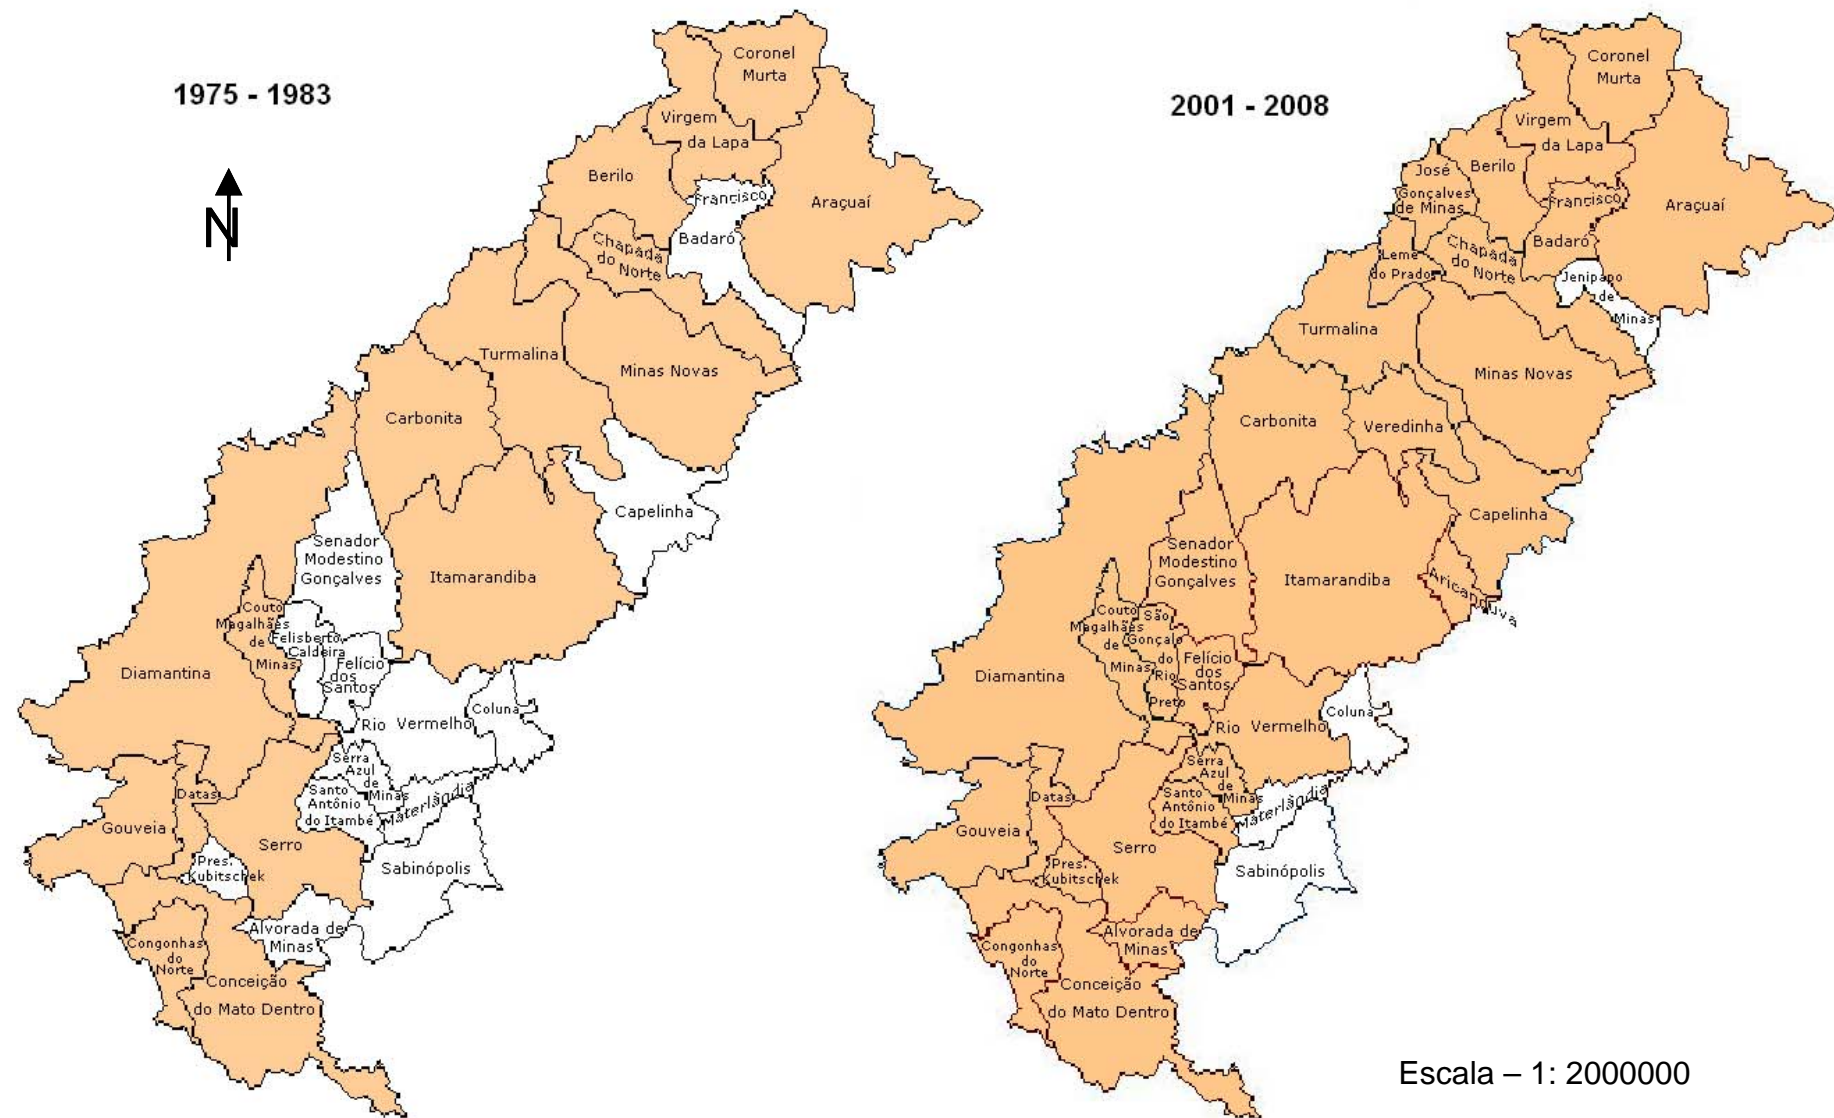 1975 - 1983
N
Coronel
Murta
Virgem
da Lapa
Berilo
Francisco
Badaró
Araçuaí
Chapada
do Norte
Turmalina
Minas Novas
Carbonita
Capelinha
Senador
Modestino
Gonçalves
Itamarandiba
Couto
Magalhães
de
Minas
Felisberto
Caldeira
Felício
dos
Santos
Diamantina
Rio Vermelho
Coluna
Serra
Azul
de
Minas
Santo
Antônio
do Itambé
Materlândia
Datas
Gouveia
Serro
Sabinópolis
Pres.
Kubitschek
Alvorada de
Minas
Congonhas
do
Norte
Conceição
do Mato Dentro
2001 - 2008
Coronel
Murta
Virgem
da Lapa
José
Gonçalves
de Minas
Berilo
Francisco
Badaró
Araçuaí
Leme
do Prado
Chapada
do Norte
Jenipapo
de
Minas
Turmalina
Minas Novas
Carbonita
Veredinha
Capelinha
Senador
Modestino
Gonçalves
Itamarandiba
Aricanduva
Couto
Magalhães
de
Minas
São
Gonçalo
do
Rio
Preto
Felício
dos
Santos
Diamantina
Rio Vermelho
Coluna
Serra
Azul
de
Minas
Santo
Antônio
do Itambé
Materlândia
Datas
Gouveia
Serro
Sabinópolis
Pres.
Kubitschek
Alvorada de
Minas
Congonhas
do
Norte
Conceição
do Mato Dentro
Escala – 1: 2000000